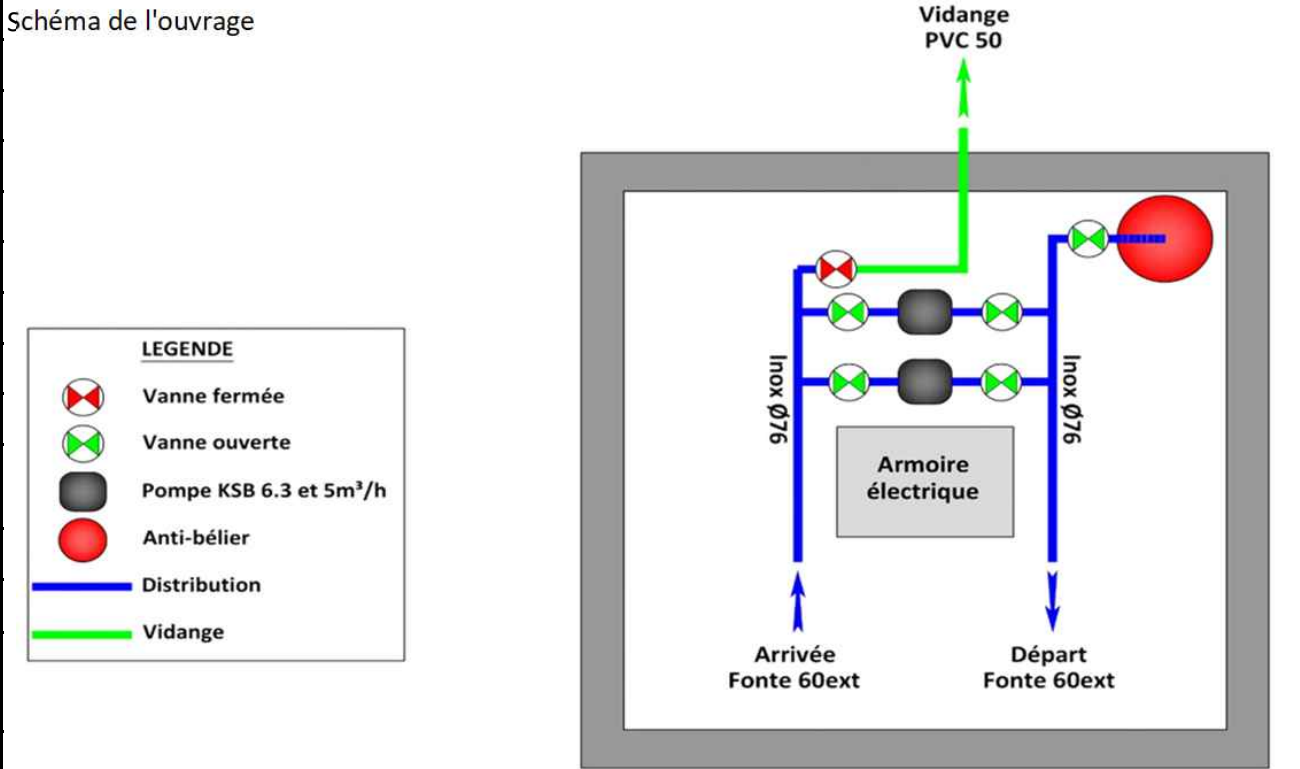 Schéma de l'ouvrage
Vidange
PVC 50
LEGENDE
Vanne fermée
Vanne ouverte
Pompe KSB 6.3 et 5m³/h
Anti-bélier
Distribution
Vidange
Inox Ø76
Inox Ø76
Armoire
électrique
Arrivée
Fonte 60ext
Départ
Fonte 60ext